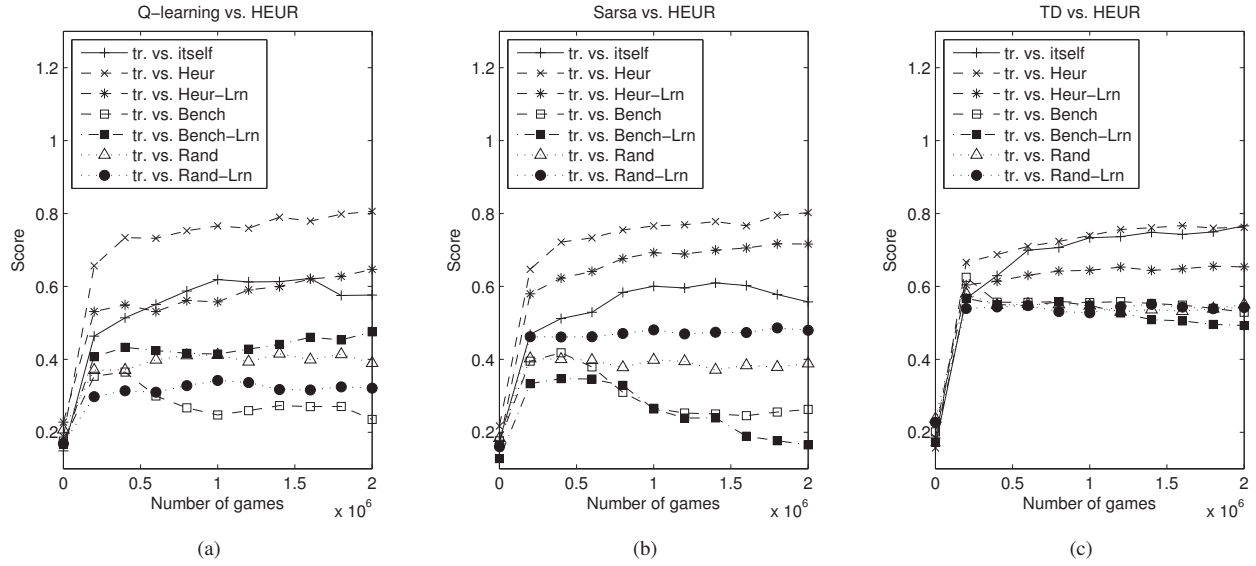 Q−learning vs. HEUR
1.2
1
0.8
0.6
0.4
0.2
Score
tr. vs. itself
tr. vs. Heur
tr. vs. Heur−Lrn
tr. vs. Bench
tr. vs. Bench−Lrn
tr. vs. Rand
tr. vs. Rand−Lrn
0 0.5 1 1.5 2
Number of games
x 10^6
(a)
Sarsa vs. HEUR
1.2
1
0.8
0.6
0.4
0.2
Score
tr. vs. itself
tr. vs. Heur
tr. vs. Heur−Lrn
tr. vs. Bench
tr. vs. Bench−Lrn
tr. vs. Rand
tr. vs. Rand−Lrn
0 0.5 1 1.5 2
Number of games
x 10^6
(b)
TD vs. HEUR
1.2
1
0.8
0.6
0.4
0.2
Score
tr. vs. itself
tr. vs. Heur
tr. vs. Heur−Lrn
tr. vs. Bench
tr. vs. Bench−Lrn
tr. vs. Rand
tr. vs. Rand−Lrn
0 0.5 1 1.5 2
Number of games
x 10^6
(c)